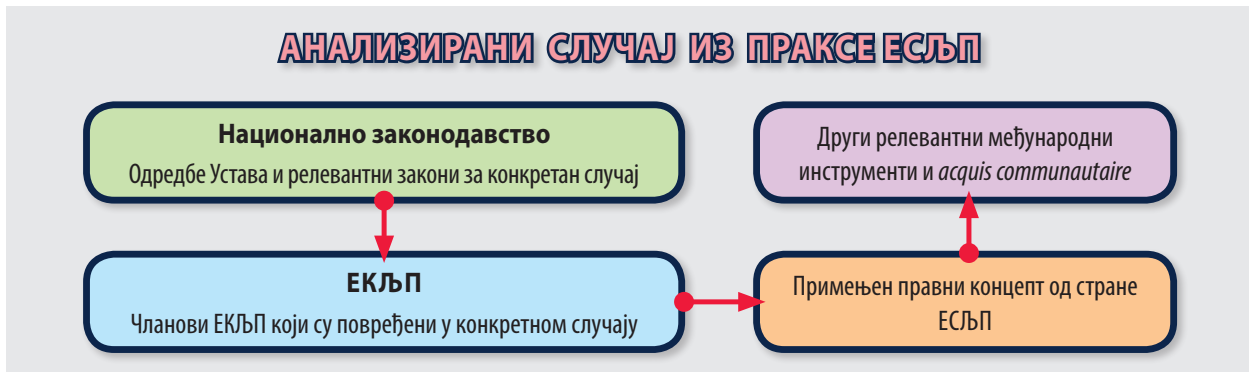 АНАЛИЗИРАНИ СЛУЧАЈ ИЗ ПРАКСЕ ЕСЉП
Национално законодавство
Одредбе Устава и релевантни закони за конкретан случај
ЕКЉП
Чланови ЕКЉП који су повређени у конкретном случају
Примењен правни концепт од стране
ЕСЉП
Други релевантни међународни
инструменти и acquis communautaire